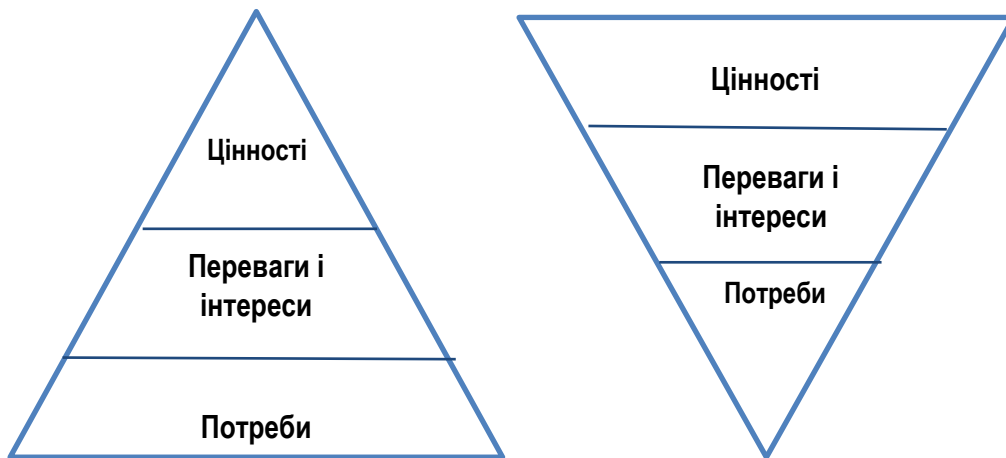 Цінності
Переваги і
інтереси
Потреби
Цінності
Переваги і
інтереси
Потреби